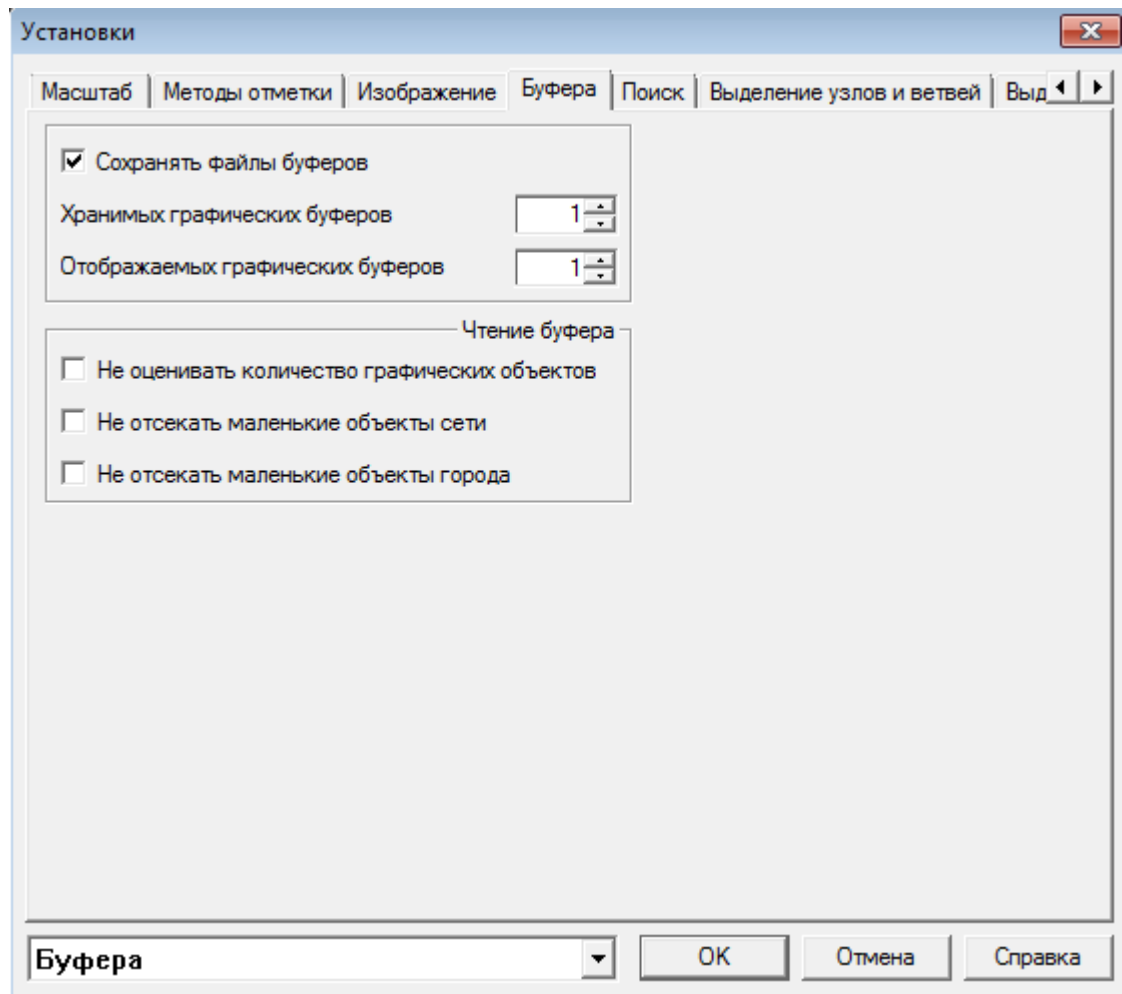 Установки
Масштаб Методы отметки Изображение Буфера Поиск Выделение узлов и ветвей Выд
Сохранять файлы буферов
Хранимых графических буферов 1
Отображаемых графических буферов 1
Чтение буфера
Не оценивать количество графических объектов
Не отсекать маленькие объекты сети
Не отсекать маленькие объекты города
Буфера OK Отмена Справка